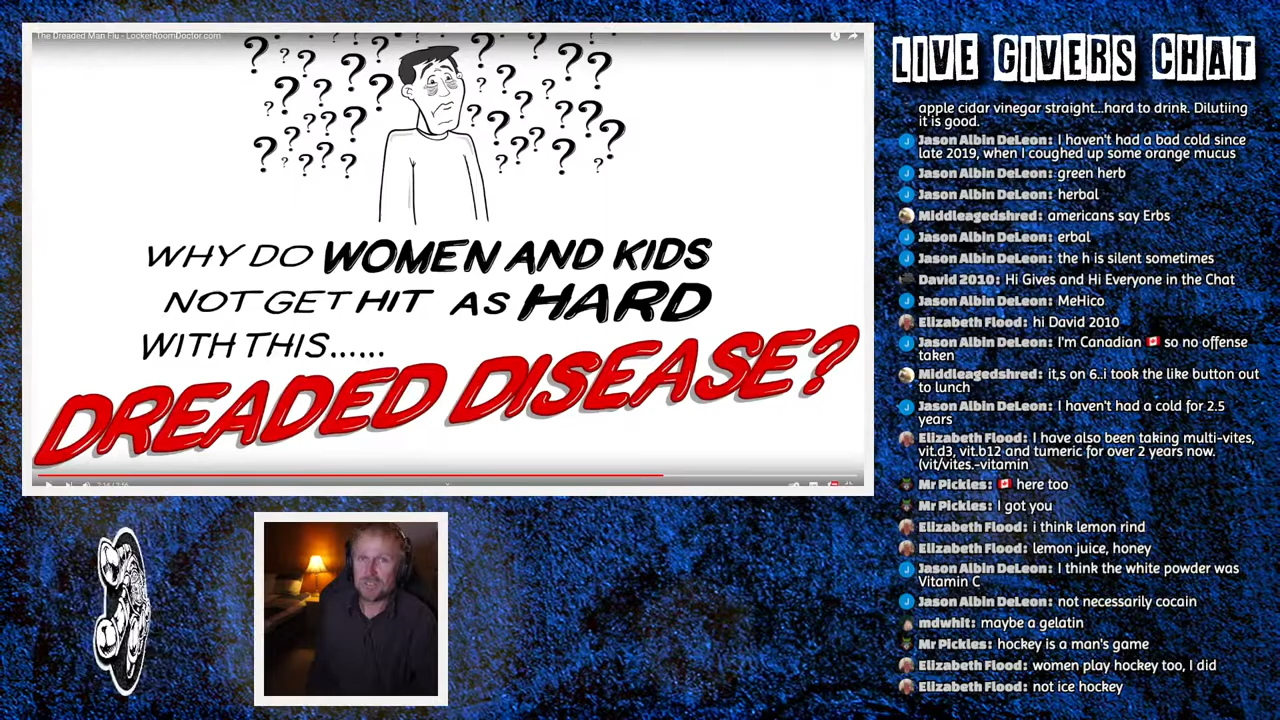 The Dreaded Man Flu - LockerRoomDoctor.com
WHY DO WOMEN AND KIDS
NOT GET HIT AS HARD
WITH THIS......
DREADED DISEASE?
2:14 / 2:56
LIVE GIVERS CHAT
apple cidar vinegar straight...hard to drink. Dilutiing
it is good.
Jason Albin DeLeon: I haven't had a bad cold since
late 2019, when I coughed up some orange mucus
Jason Albin DeLeon: green herb
Jason Albin DeLeon: herbal
Middleagedshred: americans say Erbs
Jason Albin DeLeon: erbal
Jason Albin DeLeon: the h is silent sometimes
David 2010: Hi Gives and Hi Everyone in the Chat
Jason Albin DeLeon: MeHico
Elizabeth Flood: hi David 2010
Jason Albin DeLeon: I'm Canadian 🇨🇦 so no offense
taken
Middleagedshred: it,s on 6..i took the like button out
to lunch
Jason Albin DeLeon: I haven't had a cold for 2.5
years
Elizabeth Flood: I have also been taking multi-vites,
vit.d3, vit.b12 and tumeric for over 2 years now.
(vit/vites.-vitamin
Mr Pickles: 🇨🇦 here too
Mr Pickles: I got you
Elizabeth Flood: i think lemon rind
Elizabeth Flood: lemon juice, honey
Jason Albin DeLeon: I think the white powder was
Vitamin C
Jason Albin DeLeon: not necessarily cocain
mdwhit: maybe a gelatin
Mr Pickles: hockey is a man's game
Elizabeth Flood: women play hockey too, I did
Elizabeth Flood: not ice hockey